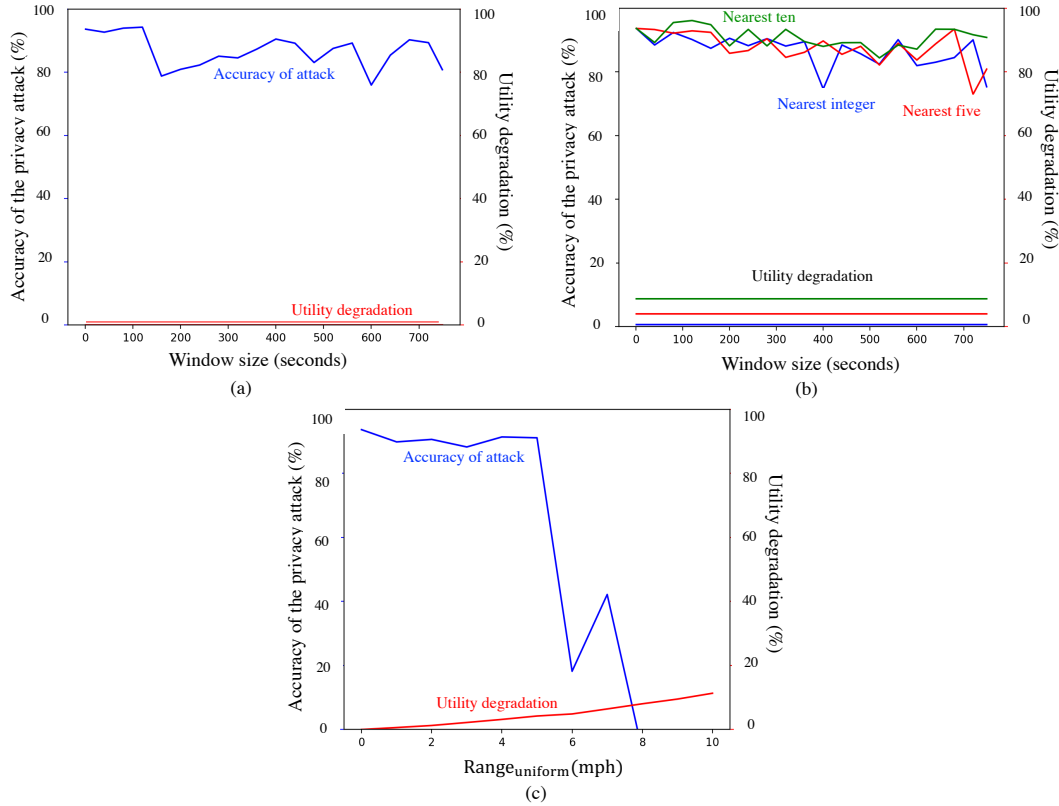 100
80
60
40
20
0
Accuracy of the privacy attack (%)
Accuracy of attack
Utility degradation
100
80
60
40
20
0
Utility degradation (%)
0 100 200 300 400 500 600 700
Window size (seconds)
(a)
100
80
60
40
20
0
Accuracy of the privacy attack (%)
Nearest ten
Nearest integer
Nearest five
Utility degradation
100
80
60
40
20
0
Utility degradation (%)
0 100 200 300 400 500 600 700
Window size (seconds)
(b)
100
80
60
40
20
0
Accuracy of the privacy attack (%)
Accuracy of attack
Utility degradation
100
80
60
40
20
0
Utility degradation (%)
0 2 4 6 8 10
Range_uniform (mph)
(c)